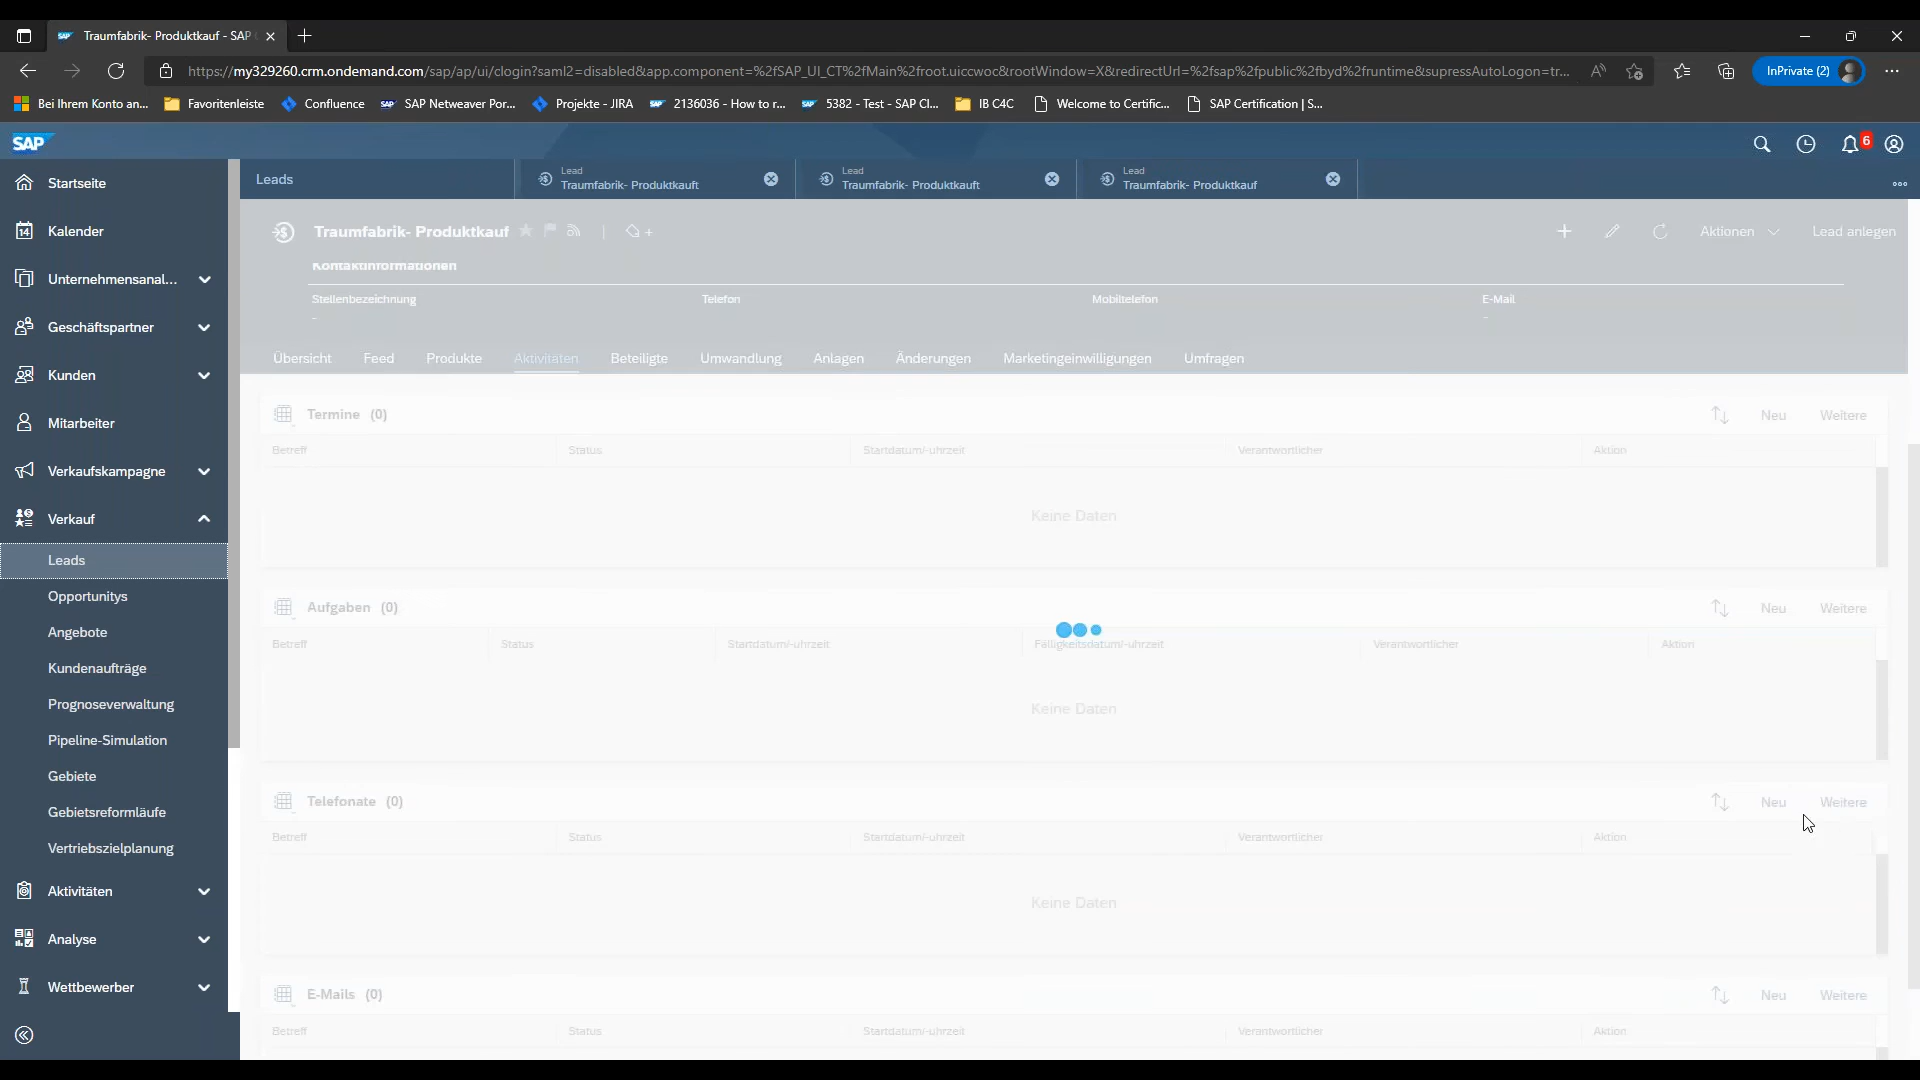 Traumfabrik- Produktkauf - SAP
https://my329260.crm.ondemand.com/sap/ap/ui/clogin?saml2=disabled&app.component=%2fSAP_UI_CT%2fMain%2froot.uiccwoc&rootWindow=X&redirectUrl=%2fsap%2fpublic%2fbyd%2fruntime&supressAutoLogon=tr...
InPrivate (2)
Bei Ihrem Konto an... Favoritenleiste Confluence SAP Netweaver Por... Projekte - JIRA 2136036 - How to r... 5382 - Test - SAP Cl... IB C4C Welcome to Certific... SAP Certification | S...
SAP
6
Startseite
Kalender
14
Unternehmensanal...
Geschäftspartner
Kunden
Mitarbeiter
Verkaufskampagne
Verkauf
Leads
Opportunitys
Angebote
Kundenaufträge
Prognoseverwaltung
Pipeline-Simulation
Gebiete
Gebietsreformläufe
Vertriebszielplanung
Aktivitäten
Analyse
Wettbewerber
Leads
Lead
Traumfabrik- Produktkauft
Lead
Traumfabrik- Produktkauft
Lead
Traumfabrik- Produktkauf
Traumfabrik- Produktkauf
Aktionen
Lead anlegen
Kontaktinformationen
Stellenbezeichnung Telefon Mobiltelefon E-Mail
- -
Übersicht Feed Produkte Aktivitäten Beteiligte Umwandlung Anlagen Änderungen Marketingeinwilligungen Umfragen
Termine (0) Neu Weitere
Betreff Status Startdatum/-uhrzeit Verantwortlicher Aktion
Keine Daten
Aufgaben (0) Neu Weitere
Betreff Status Startdatum/-uhrzeit Fälligkeitsdatum/-uhrzeit Verantwortlicher Aktion
Keine Daten
Telefonate (0) Neu Weitere
Betreff Status Startdatum/-uhrzeit Verantwortlicher Aktion
Keine Daten
E-Mails (0) Neu Weitere
Betreff Status Startdatum/-uhrzeit Verantwortlicher Aktion